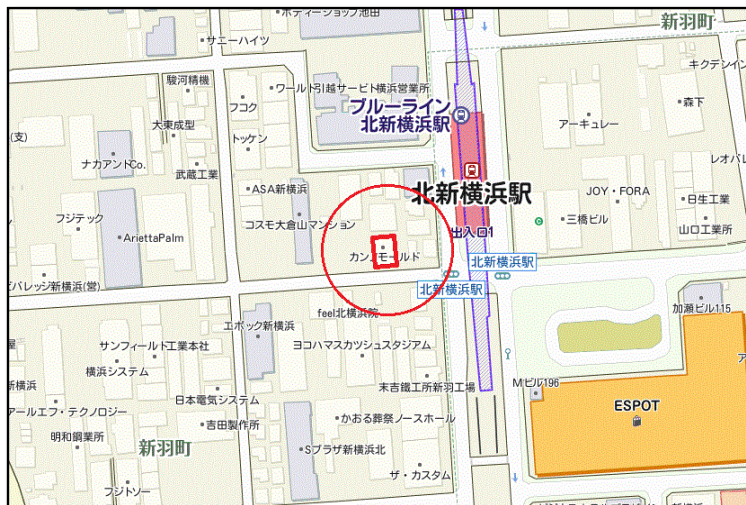 ボディーショップ池田
新羽町
サニーハイツ
キクデンイン
駿河精機
ワールド引越サービト横浜営業所
フコク
ブルーライン
北新横浜駅
森下
大東成型
アーキュレー
(支)
トッケン
ナカアントCo.
武蔵工業
レオパレ
ASA新横浜
北新横浜駅
JOY・FORA
日生工業
フジテック
コスモ大倉山マンション
三橋ビル
山口工業所
AriettaPalm
出入口1
北新横浜駅
北新横浜駅
バレッジ新横浜(営)
feel北横浜院
加瀬ビル115
エポック新横浜
サンフィールド工業本社
ヨコハマスカツシュスタジアム
横浜システム
新横浜
末吉鐵工所新羽工場
Mビル196
日本電気システム
ESPOT
アールエフ・テクノロジー
かおる葬祭ノースホール
吉田製作所
明和鋼業所
新羽町
Sプラザ新横浜北
ザ・カスタム
フジトソー